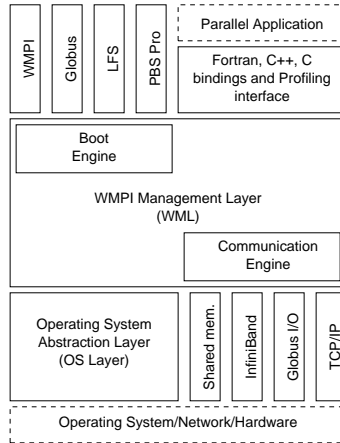 WMPI
Globus
LFS
PBS Pro
Parallel Application
Fortran, C++, C
bindings and Profiling
interface
Boot
Engine
WMPI Management Layer
(WML)
Communication
Engine
Operating System
Abstraction Layer
(OS Layer)
Shared mem.
InfiniBand
Globus I/O
TCP/IP
Operating System/Network/Hardware